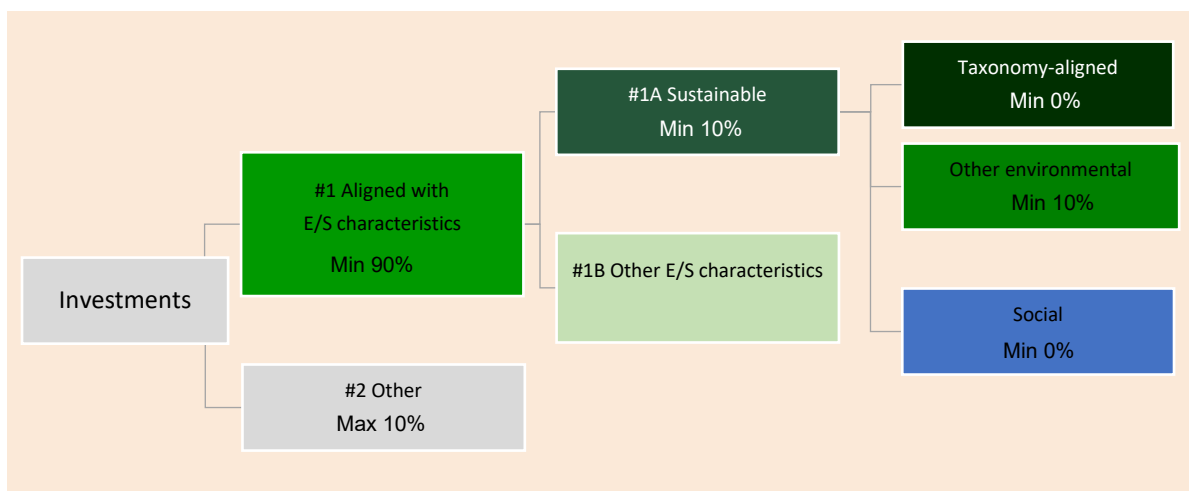 Investments
#1 Aligned with
E/S characteristics
Min 90%
#2 Other
Max 10%
#1A Sustainable
Min 10%
#1B Other E/S characteristics
Taxonomy-aligned
Min 0%
Other environmental
Min 10%
Social
Min 0%